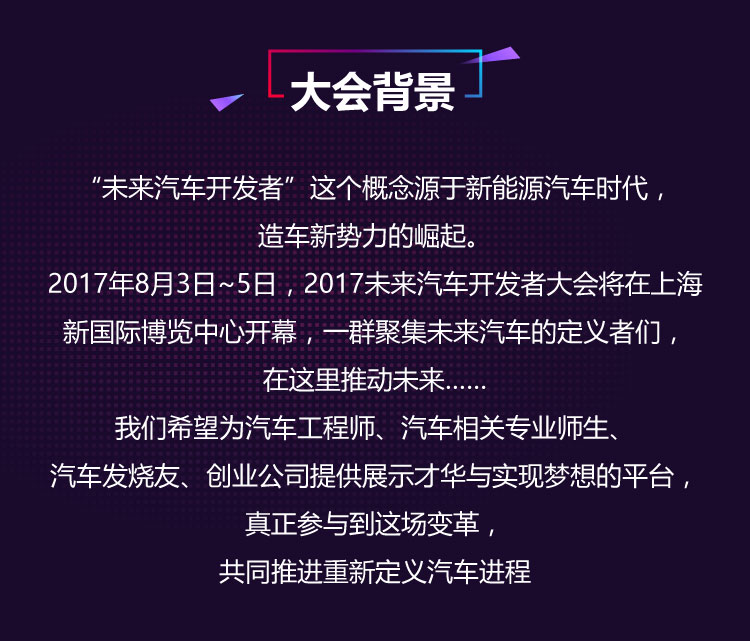 大会背景
“未来汽车开发者”这个概念源于新能源汽车时代，
造车新势力的崛起。
2017年8月3日~5日，2017未来汽车开发者大会将在上海
新国际博览中心开幕，一群聚集未来汽车的定义者们，
在这里推动未来......
我们希望为汽车工程师、汽车相关专业师生、
汽车发烧友、创业公司提供展示才华与实现梦想的平台，
真正参与到这场变革，
共同推进重新定义汽车进程